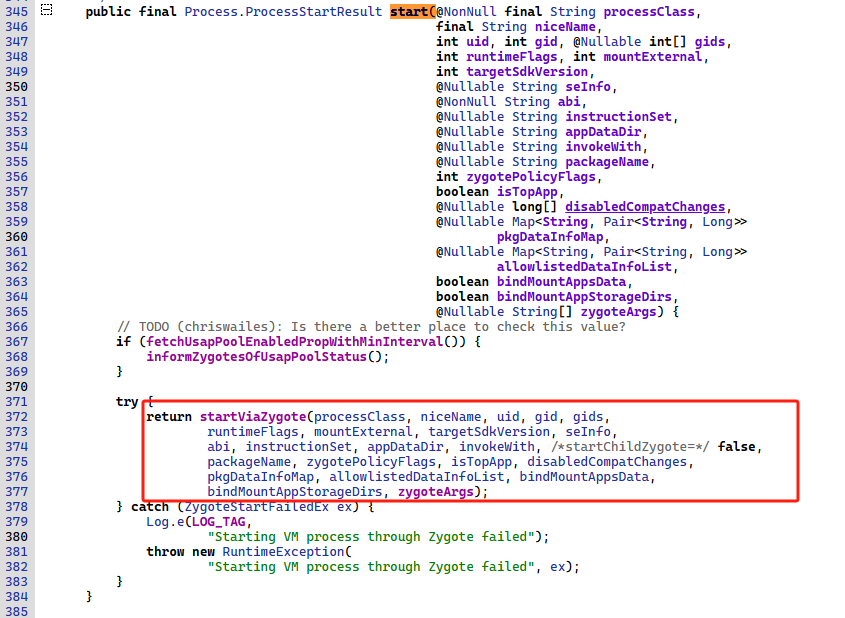 345 public final Process.ProcessStartResult start(@NonNull final String processClass,
346 final String niceName,
347 int uid, int gid, @Nullable int[] gids,
348 int runtimeFlags, int mountExternal,
349 int targetSdkVersion,
350 @Nullable String seInfo,
351 @NonNull String abi,
352 @Nullable String instructionSet,
353 @Nullable String appDataDir,
354 @Nullable String invokeWith,
355 @Nullable String packageName,
356 int zygotePolicyFlags,
357 boolean isTopApp,
358 @Nullable long[] disabledCompatChanges,
359 @Nullable Map<String, Pair<String, Long>>
360 pkgDataInfoMap,
361 @Nullable Map<String, Pair<String, Long>>
362 allowlistedDataInfoList,
363 boolean bindMountAppsData,
364 boolean bindMountAppStorageDirs,
365 @Nullable String[] zygoteArgs) {
366 // TODO (chriswailes): Is there a better place to check this value?
367 if (fetchUsapPoolEnabledPropWithMinInterval()) {
368 informZygotesOfUsapPoolStatus();
369 }
370
371 try {
372 return startViaZygote(processClass, niceName, uid, gid, gids,
373 runtimeFlags, mountExternal, targetSdkVersion, seInfo,
374 abi, instructionSet, appDataDir, invokeWith, /*startChildZygote=*/ false,
375 packageName, zygotePolicyFlags, isTopApp, disabledCompatChanges,
376 pkgDataInfoMap, allowlistedDataInfoList, bindMountAppsData,
377 bindMountAppStorageDirs, zygoteArgs);
378 } catch (ZygoteStartFailedEx ex) {
379 Log.e(LOG_TAG,
380 "Starting VM process through Zygote failed");
381 throw new RuntimeException(
382 "Starting VM process through Zygote failed", ex);
383 }
384 }
385